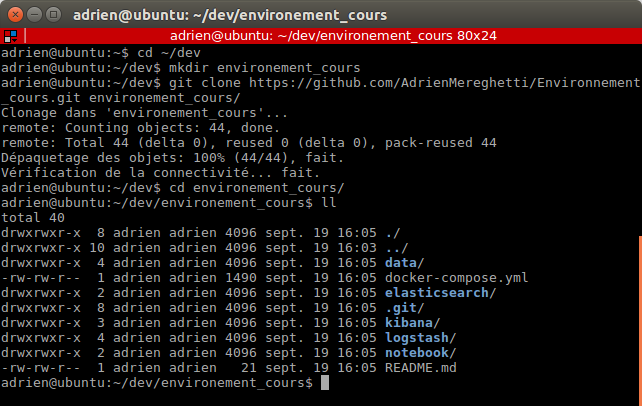 adrien@ubuntu: ~/dev/environement_cours
adrien@ubuntu: ~/dev/environement_cours 80x24
adrien@ubuntu:~$ cd ~/dev
adrien@ubuntu:~/dev$ mkdir environement_cours
adrien@ubuntu:~/dev$ git clone https://github.com/AdrienMereghetti/Environnement
_cours.git environement_cours/
Clonage dans 'environement_cours'...
remote: Counting objects: 44, done.
remote: Total 44 (delta 0), reused 0 (delta 0), pack-reused 44
Dépaquetage des objets: 100% (44/44), fait.
Vérification de la connectivité... fait.
adrien@ubuntu:~/dev$ cd environement_cours/
adrien@ubuntu:~/dev/environement_cours$ ll
total 40
drwxrwxr-x  8 adrien adrien 4096 sept. 19 16:05 ./
drwxrwxr-x 10 adrien adrien 4096 sept. 19 16:03 ../
drwxrwxr-x  4 adrien adrien 4096 sept. 19 16:05 data/
-rw-rw-r--  1 adrien adrien 1490 sept. 19 16:05 docker-compose.yml
drwxrwxr-x  2 adrien adrien 4096 sept. 19 16:05 elasticsearch/
drwxrwxr-x  8 adrien adrien 4096 sept. 19 16:05 .git/
drwxrwxr-x  3 adrien adrien 4096 sept. 19 16:05 kibana/
drwxrwxr-x  4 adrien adrien 4096 sept. 19 16:05 logstash/
drwxrwxr-x  2 adrien adrien 4096 sept. 19 16:05 notebook/
-rw-rw-r--  1 adrien adrien   21 sept. 19 16:05 README.md
adrien@ubuntu:~/dev/environement_cours$